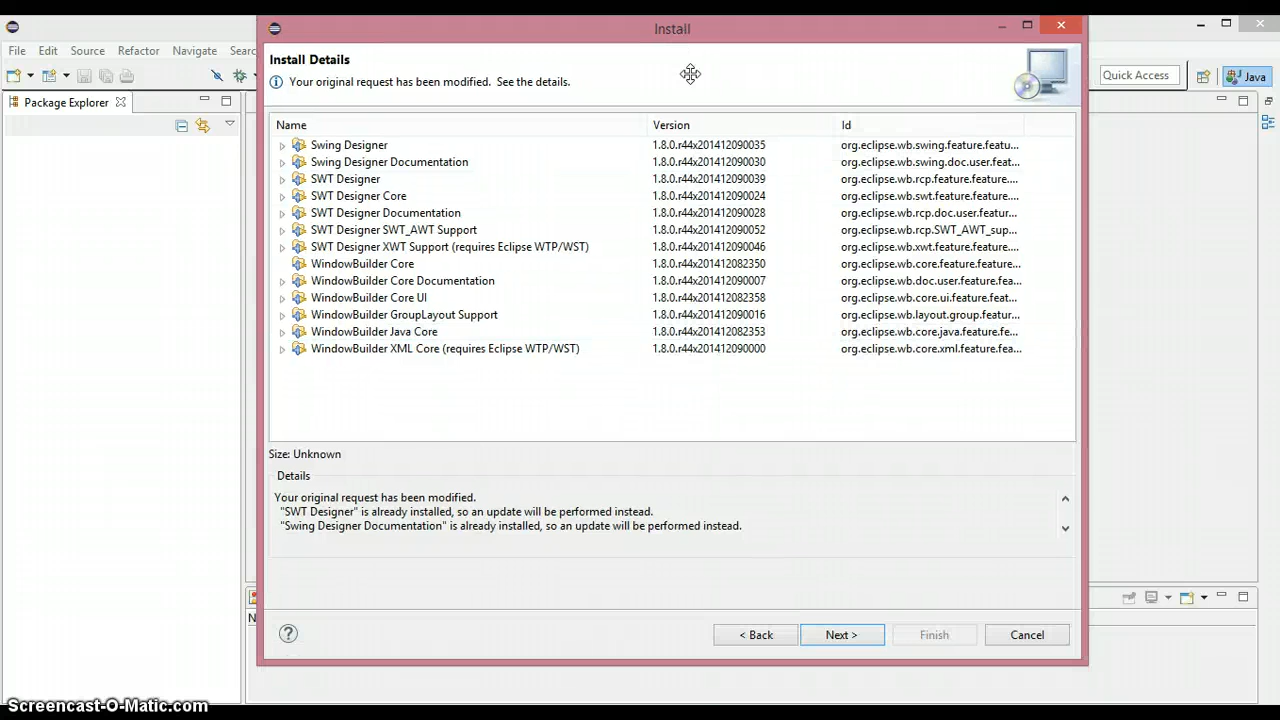 Install
File Edit Source Refactor Navigate Searc
Install Details
Your original request has been modified. See the details.
Quick Access
Java
Package Explorer
Name Version Id
Swing Designer 1.8.0.r44x201412090035 org.eclipse.wb.swing.feature.featu...
Swing Designer Documentation 1.8.0.r44x201412090030 org.eclipse.wb.swing.doc.user.feat...
SWT Designer 1.8.0.r44x201412090039 org.eclipse.wb.rcp.feature.feature....
SWT Designer Core 1.8.0.r44x201412090024 org.eclipse.wb.swt.feature.feature....
SWT Designer Documentation 1.8.0.r44x201412090028 org.eclipse.wb.rcp.doc.user.featur...
SWT Designer SWT_AWT Support 1.8.0.r44x201412090052 org.eclipse.wb.rcp.SWT_AWT_sup...
SWT Designer XWT Support (requires Eclipse WTP/WST) 1.8.0.r44x201412090046 org.eclipse.wb.xwt.feature.featur...
WindowBuilder Core 1.8.0.r44x201412082350 org.eclipse.wb.core.feature.feature...
WindowBuilder Core Documentation 1.8.0.r44x201412090007 org.eclipse.wb.doc.user.feature.fea...
WindowBuilder Core UI 1.8.0.r44x201412082358 org.eclipse.wb.core.ui.feature.feat...
WindowBuilder GroupLayout Support 1.8.0.r44x201412090016 org.eclipse.wb.layout.group.featur...
WindowBuilder Java Core 1.8.0.r44x201412082353 org.eclipse.wb.core.java.feature.fe...
WindowBuilder XML Core (requires Eclipse WTP/WST) 1.8.0.r44x201412090000 org.eclipse.wb.core.xml.feature.fea...
Size: Unknown
Details
Your original request has been modified.
"SWT Designer" is already installed, so an update will be performed instead.
"Swing Designer Documentation" is already installed, so an update will be performed instead.
N
< Back Next > Finish Cancel
Screencast-O-Matic.com